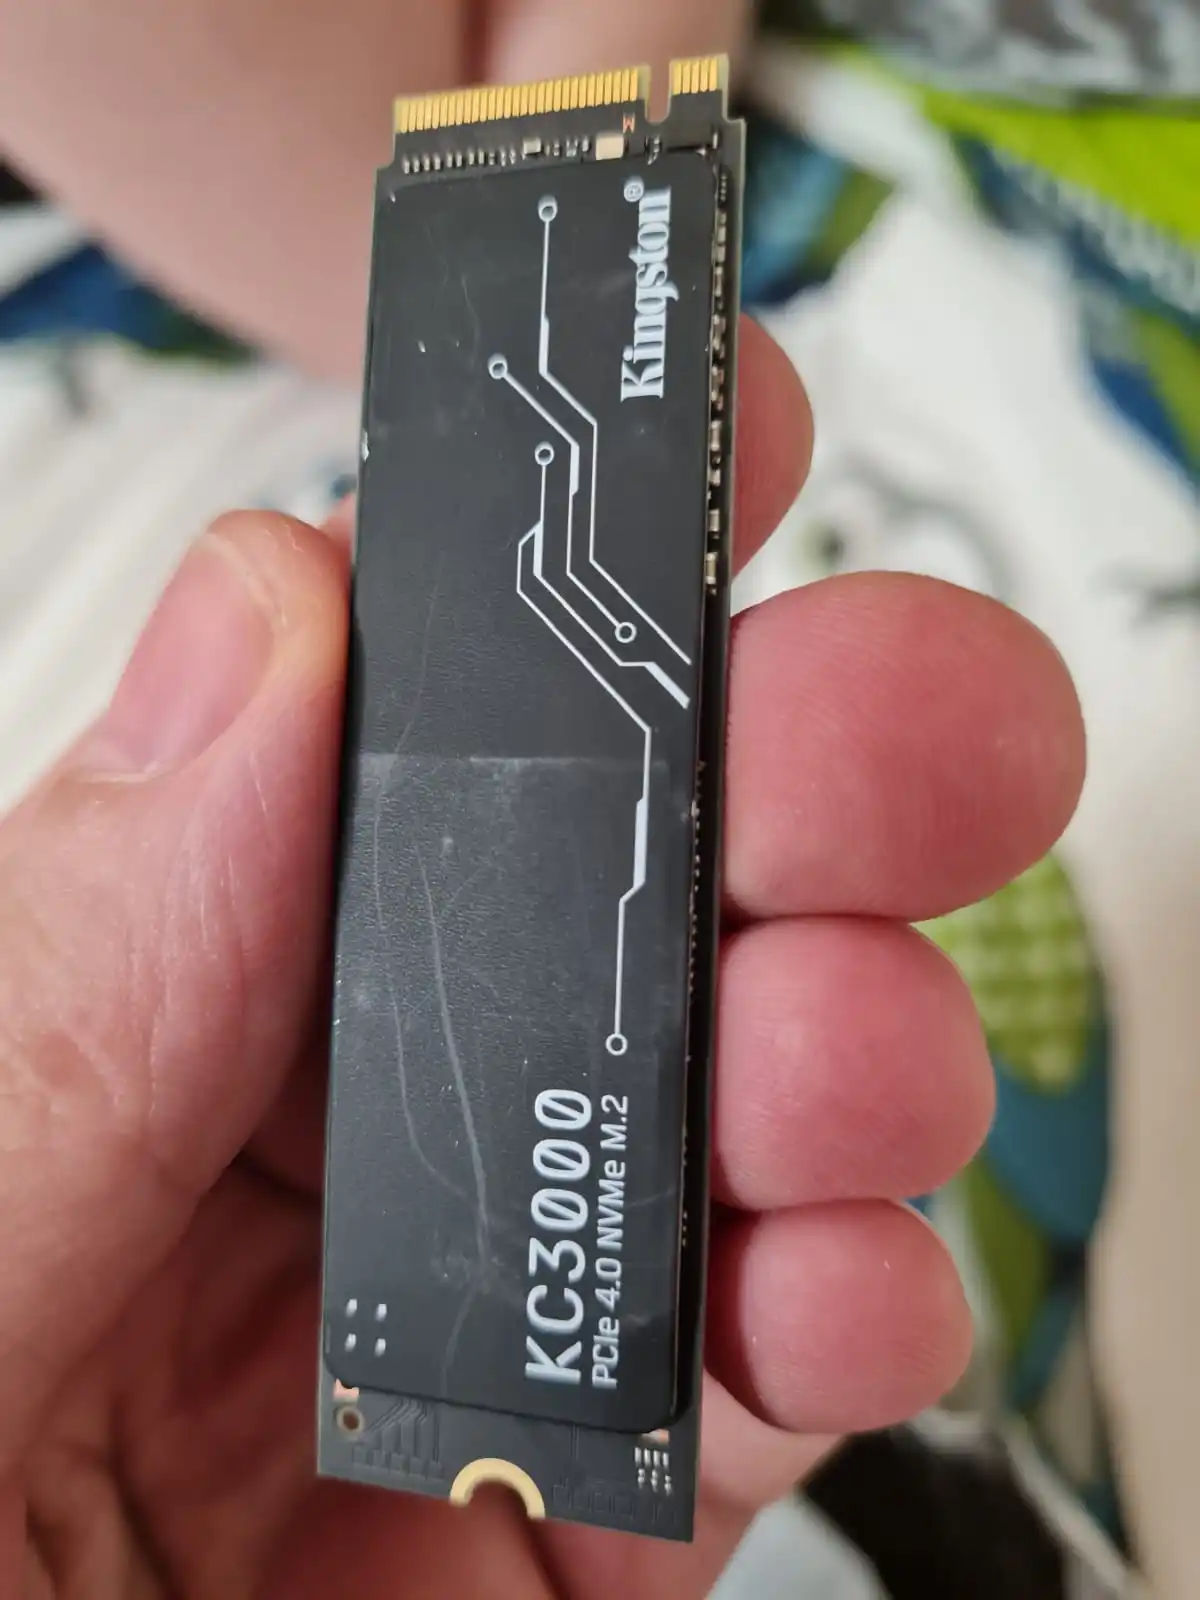 Kingston®
KC3000
PCIe 4.0 NVMe M.2